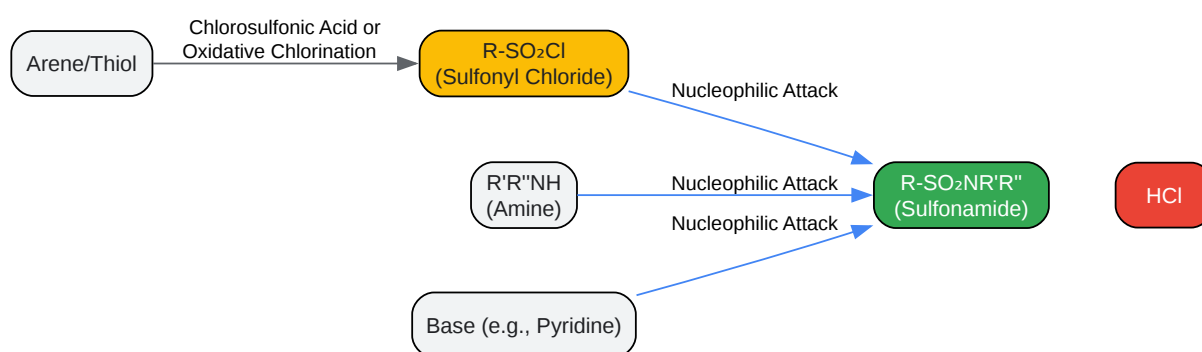 Chlorosulfonic Acid or
Oxidative Chlorination
Arene/Thiol
R-SO₂Cl
(Sulfonyl Chloride)
Nucleophilic Attack
R'R''NH
(Amine)
Nucleophilic Attack
R-SO₂NR'R''
(Sulfonamide)
HCl
Nucleophilic Attack
Base (e.g., Pyridine)